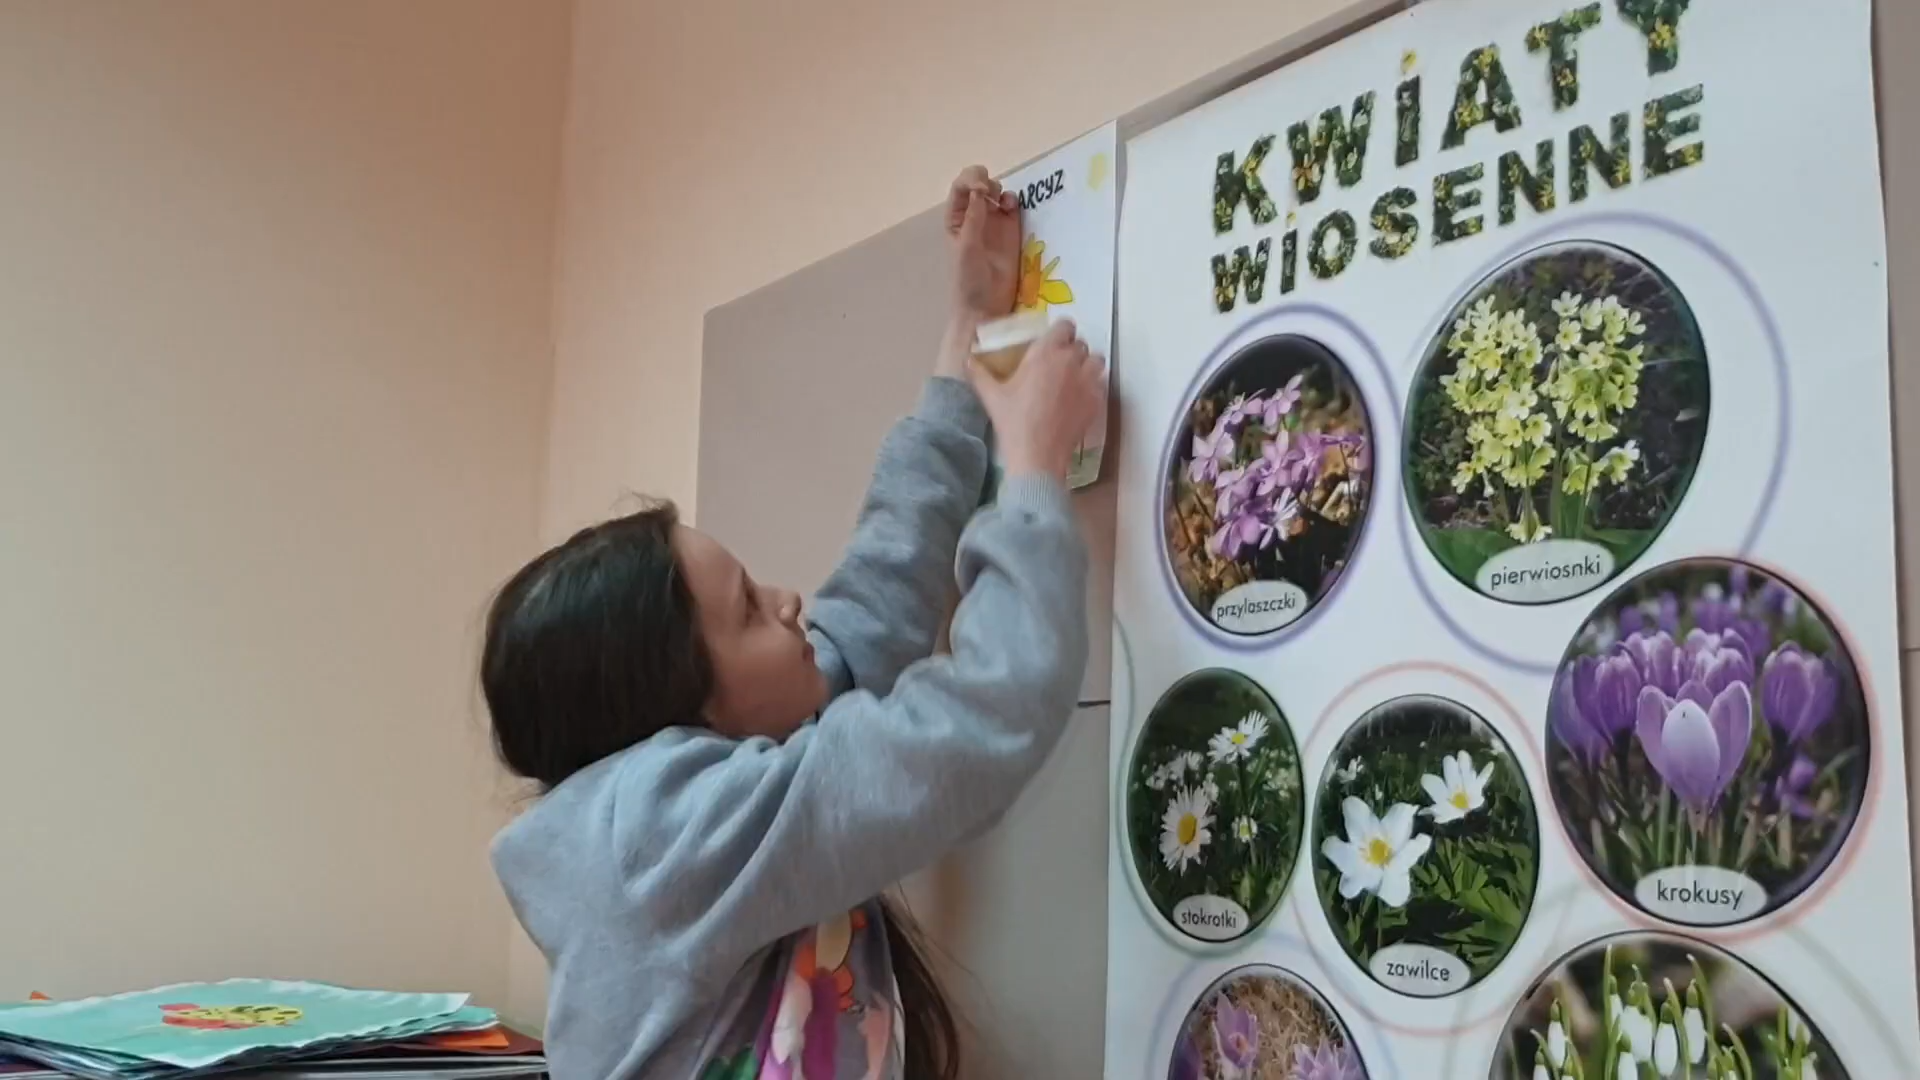 KWiATY
WiOSENNE
ARCYZ
przylaszczki
pierwiosnki
stokrotki
zawilce
krokusy